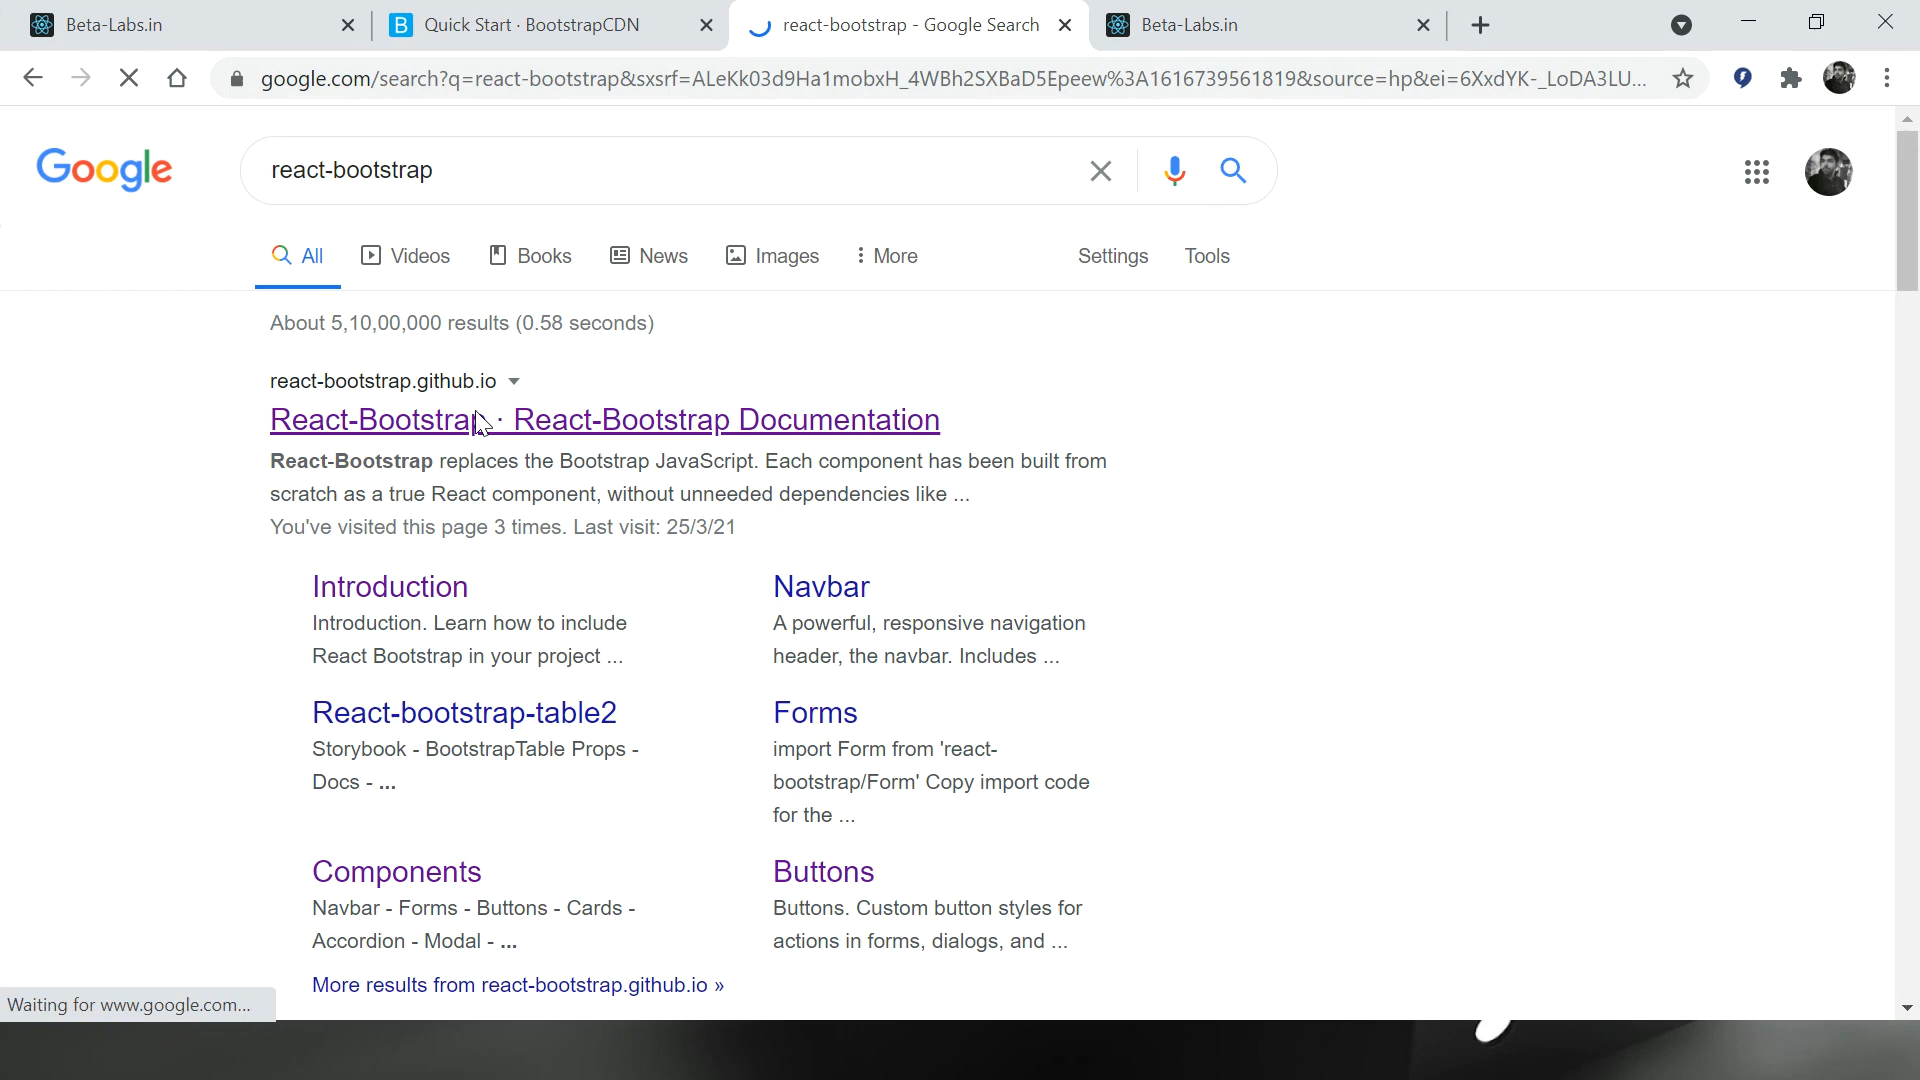 Beta-Labs.in
Quick Start · BootstrapCDN
react-bootstrap - Google Search
Beta-Labs.in
google.com/search?q=react-bootstrap&sxsrf=ALeKk03d9Ha1mobxH_4WBh2SXBaD5Epeew%3A1616739561819&source=hp&ei=6XxdYK-_LoDA3LU...
Google
react-bootstrap
All
Videos
Books
News
Images
More
Settings
Tools
About 5,10,00,000 results (0.58 seconds)
react-bootstrap.github.io
React-Bootstrap · React-Bootstrap Documentation
React-Bootstrap replaces the Bootstrap JavaScript. Each component has been built from
scratch as a true React component, without unneeded dependencies like ...
You've visited this page 3 times. Last visit: 25/3/21
Introduction
Introduction. Learn how to include
React Bootstrap in your project ...
Navbar
A powerful, responsive navigation
header, the navbar. Includes ...
React-bootstrap-table2
Storybook - BootstrapTable Props -
Docs - ...
Forms
import Form from 'react-
bootstrap/Form' Copy import code
for the ...
Components
Navbar - Forms - Buttons - Cards -
Accordion - Modal - ...
Buttons
Buttons. Custom button styles for
actions in forms, dialogs, and ...
More results from react-bootstrap.github.io »
Waiting for www.google.com...